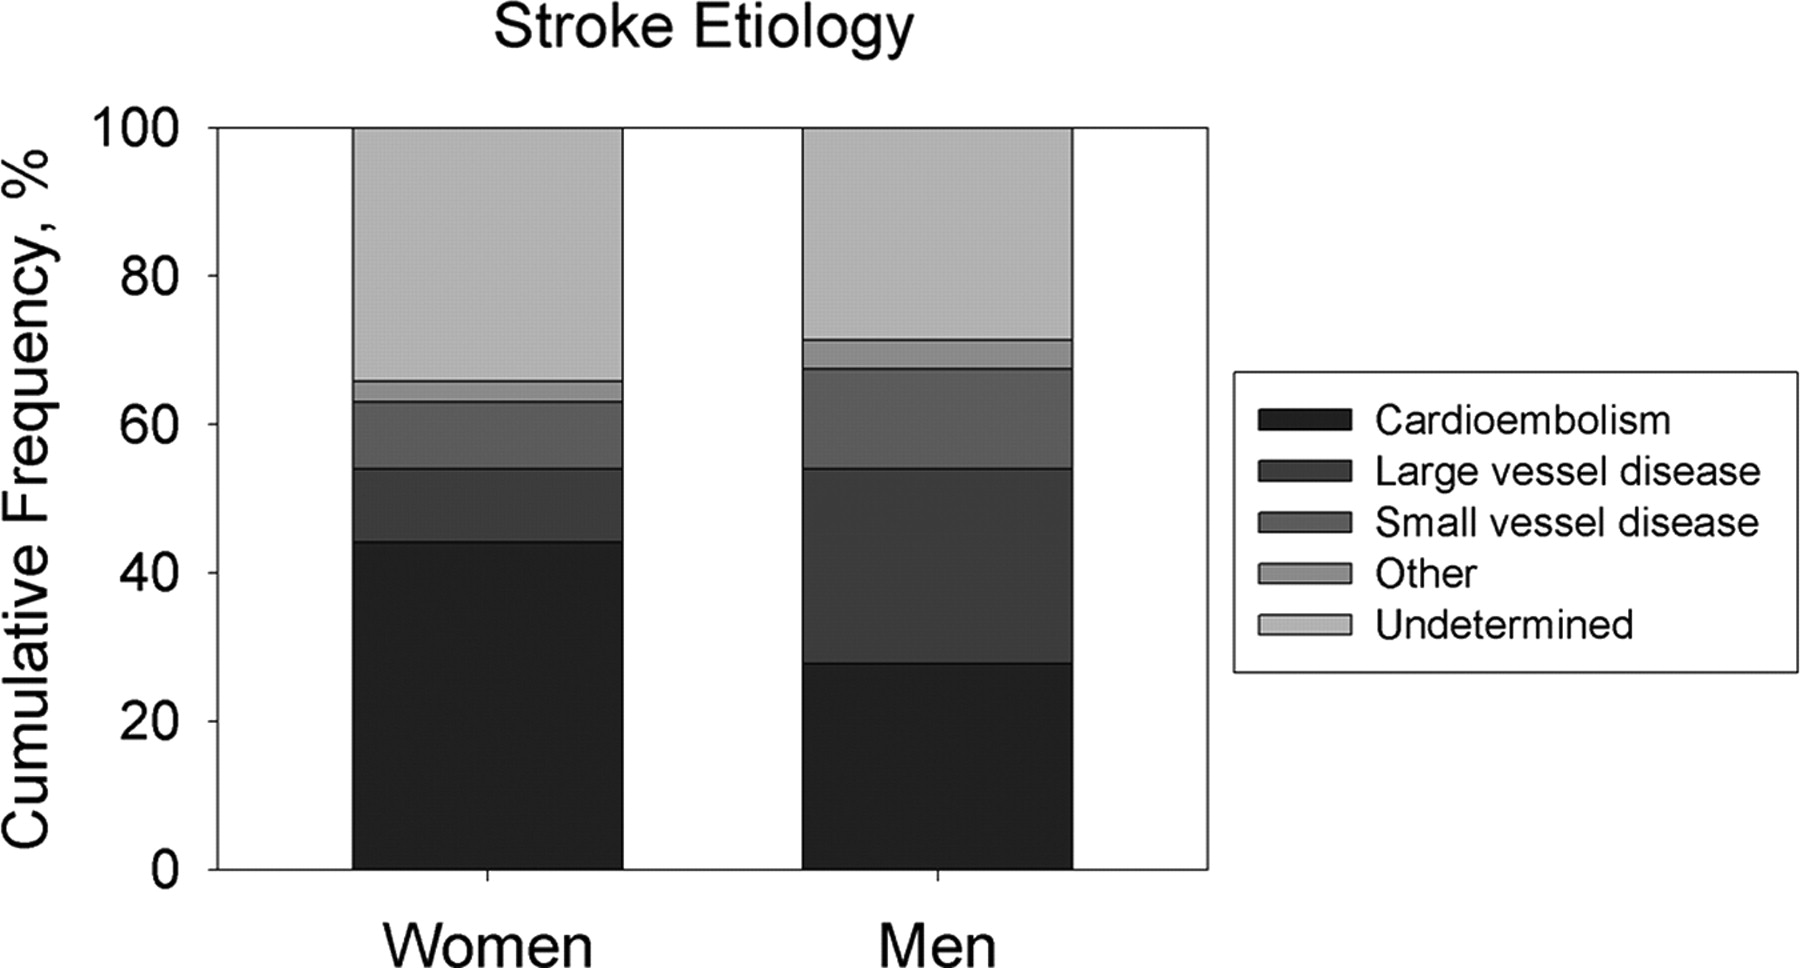 Stroke Etiology
Cumulative Frequency, %
100
80
60
40
20
0
Women
Men
Cardioembolism
Large vessel disease
Small vessel disease
Other
Undetermined